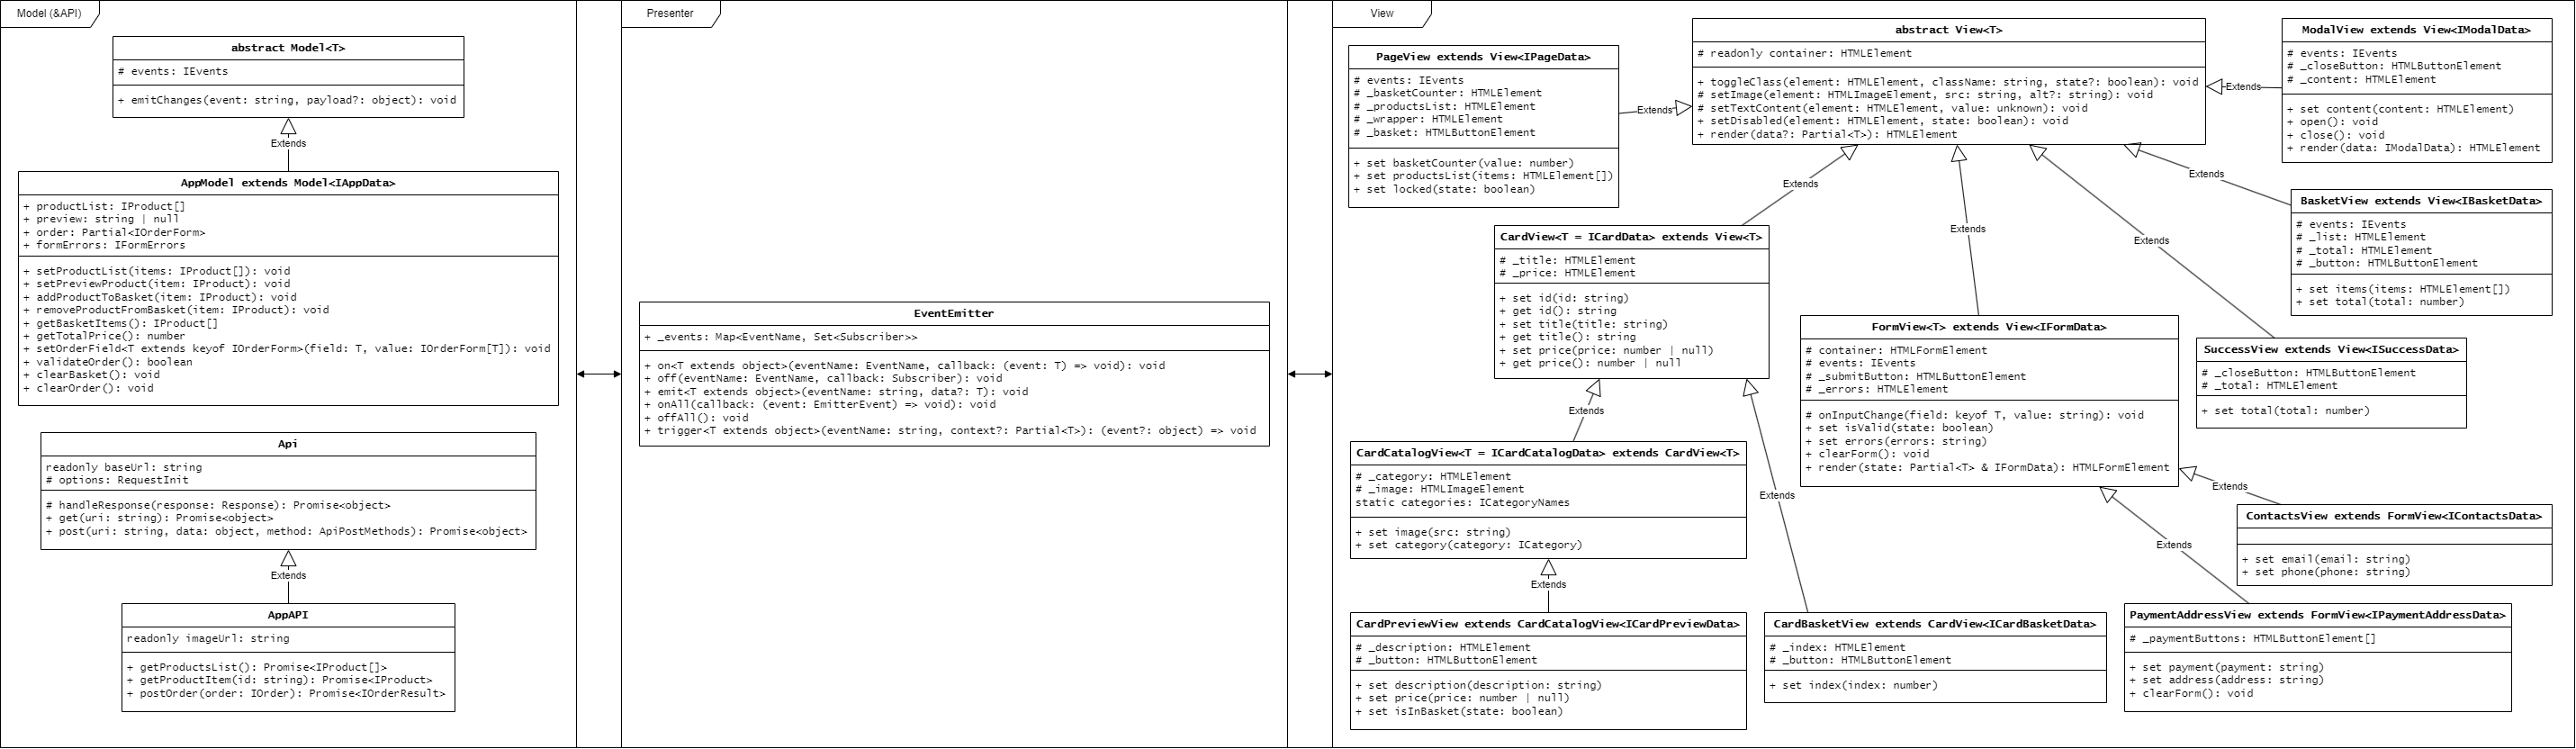 Model (&API)
abstract Model<T>
# events: IEvents
+ emitChanges(event: string, payload?: object): void
Extends
AppModel extends Model<IAppData>
+ productList: IProduct[]
+ preview: string | null
+ order: Partial<IOrderForm>
+ formErrors: IFormErrors
+ setProductList(items: IProduct[]): void
+ setPreviewProduct(item: IProduct): void
+ addProductToBasket(item: IProduct): void
+ removeProductFromBasket(item: IProduct): void
+ getBasketItems(): IProduct[]
+ getTotalPrice(): number
+ setOrderField<T extends keyof IOrderForm>(field: T, value: IOrderForm[T]): void
+ validateOrder(): boolean
+ clearBasket(): void
+ clearOrder(): void
Api
readonly baseUrl: string
# options: RequestInit
# handleResponse(response: Response): Promise<object>
+ get(uri: string): Promise<object>
+ post(uri: string, data: object, method: ApiPostMethods): Promise<object>
Extends
AppAPI
readonly imageUrl: string
+ getProductsList(): Promise<IProduct[]>
+ getProductItem(id: string): Promise<IProduct>
+ postOrder(order: IOrder): Promise<IOrderResult>
Presenter
EventEmitter
+ _events: Map<EventName, Set<Subscriber>>
+ on<T extends object>(eventName: EventName, callback: (event: T) => void): void
+ off(eventName: EventName, callback: Subscriber): void
+ emit<T extends object>(eventName: string, data?: T): void
+ onAll(callback: (event: EmitterEvent) => void): void
+ offAll(): void
+ trigger<T extends object>(eventName: string, context?: Partial<T>): (event?: object) => void
View
PageView extends View<IPageData>
# events: IEvents
# _basketCounter: HTMLElement
# _productsList: HTMLElement
# _wrapper: HTMLElement
# _basket: HTMLButtonElement
+ set basketCounter(value: number)
+ set productsList(items: HTMLElement[])
+ set locked(state: boolean)
Extends
abstract View<T>
# readonly container: HTMLElement
+ toggleClass(element: HTMLElement, className: string, state?: boolean): void
# setImage(element: HTMLImageElement, src: string, alt?: string): void
# setTextContent(element: HTMLElement, value: unknown): void
# setDisabled(element: HTMLElement, state: boolean): void
+ render(data?: Partial<T>): HTMLElement
Extends
ModalView extends View<IModalData>
# events: IEvents
# _closeButton: HTMLButtonElement
# _content: HTMLElement
+ set content(content: HTMLElement)
+ open(): void
+ close(): void
+ render(data: IModalData): HTMLElement
Extends
Extends
Extends
Extends
BasketView extends View<IBasketData>
# events: IEvents
# _list: HTMLElement
# _total: HTMLElement
# _button: HTMLButtonElement
+ set items(items: HTMLElement[])
+ set total(total: number)
CardView<T = ICardData> extends View<T>
# _title: HTMLElement
# _price: HTMLElement
+ set id(id: string)
+ get id(): string
+ set title(title: string)
+ get title(): string
+ set price(price: number | null)
+ get price(): number | null
FormView<T> extends View<IFormData>
# container: HTMLFormElement
# events: IEvents
# _submitButton: HTMLButtonElement
# _errors: HTMLElement
# onInputChange(field: keyof T, value: string): void
+ set isValid(state: boolean)
+ set errors(errors: string)
+ clearForm(): void
+ render(state: Partial<T> & IFormData): HTMLFormElement
SuccessView extends View<ISuccessData>
# _closeButton: HTMLButtonElement
# _total: HTMLElement
+ set total(total: number)
Extends
Extends
Extends
Extends
CardCatalogView<T = ICardCatalogData> extends CardView<T>
# _category: HTMLElement
# _image: HTMLImageElement
static categories: ICategoryNames
+ set image(src: string)
+ set category(category: ICategory)
Extends
ContactsView extends FormView<IContactsData>
+ set email(email: string)
+ set phone(phone: string)
CardPreviewView extends CardCatalogView<ICardPreviewData>
# _description: HTMLElement
# _button: HTMLButtonElement
+ set description(description: string)
+ set price(price: number | null)
+ set isInBasket(state: boolean)
CardBasketView extends CardView<ICardBasketData>
# _index: HTMLElement
# _button: HTMLButtonElement
+ set index(index: number)
PaymentAddressView extends FormView<IPaymentAddressData>
# _paymentButtons: HTMLButtonElement[]
+ set payment(payment: string)
+ set address(address: string)
+ clearForm(): void